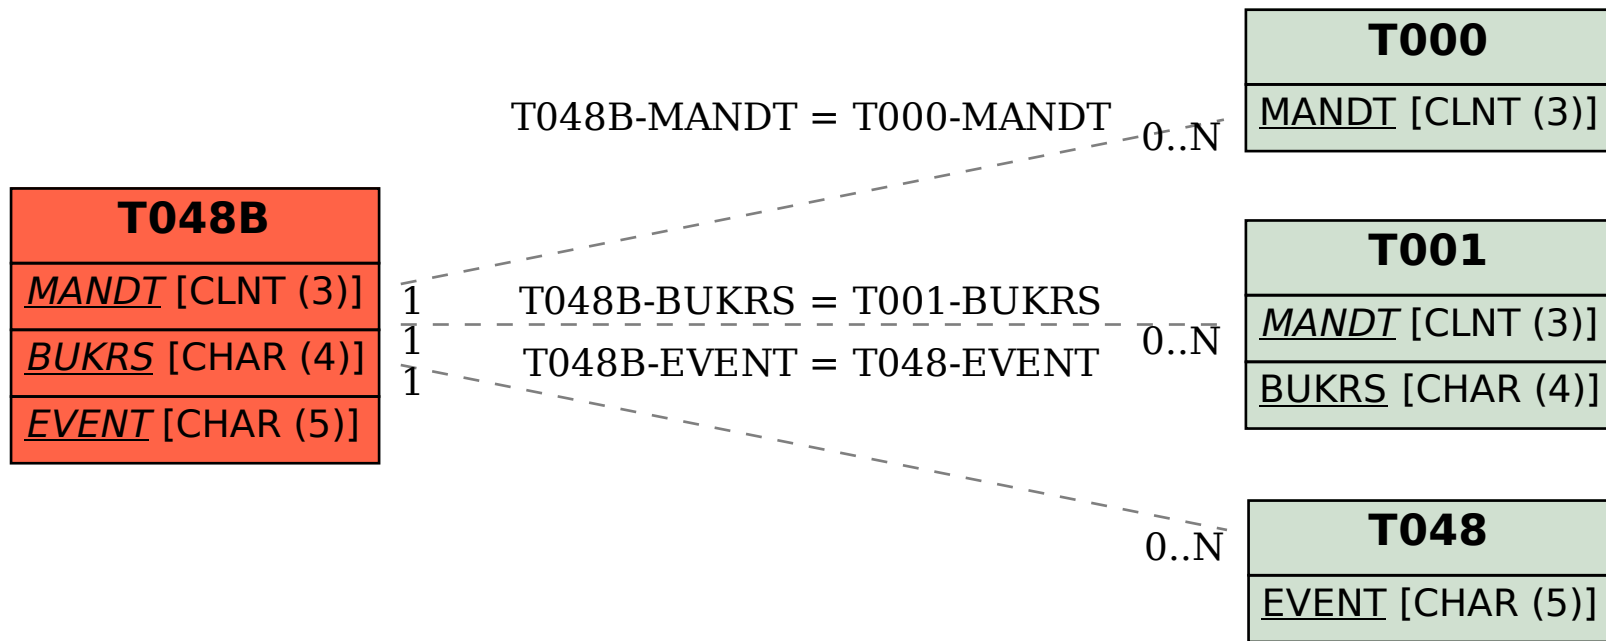 T048B
MANDT [CLNT (3)]
BUKRS [CHAR (4)]
EVENT [CHAR (5)]
T048B-MANDT = T000-MANDT
0..N
1
T048B-BUKRS = T001-BUKRS
1
0..N
T048B-EVENT = T048-EVENT
1
0..N
T000
MANDT [CLNT (3)]
T001
MANDT [CLNT (3)]
BUKRS [CHAR (4)]
T048
EVENT [CHAR (5)]